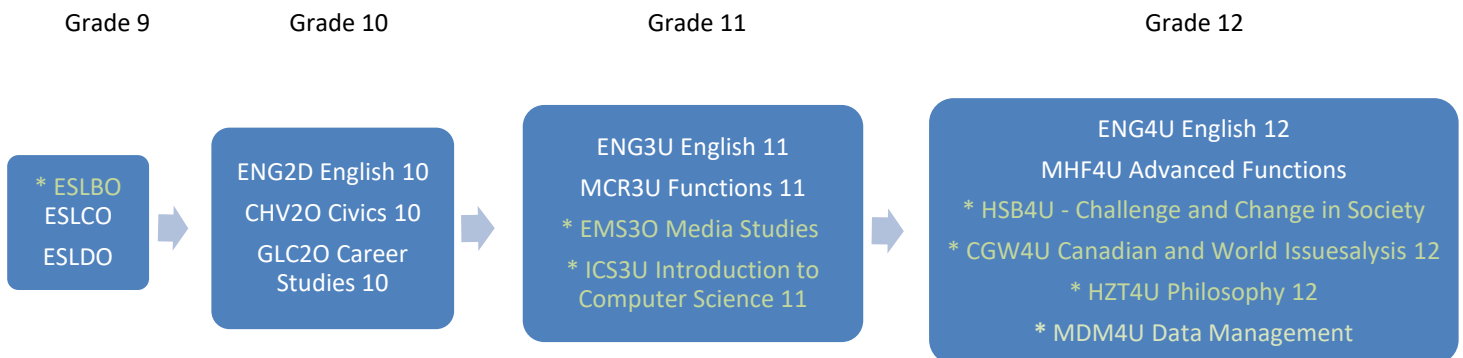 Grade 9
Grade 10
Grade 11
Grade 12
* ESLBO
ESLCO
ESLDO
ENG2D English 10
CHV2O Civics 10
GLC2O Career
Studies 10
ENG3U English 11
MCR3U Functions 11
* EMS3O Media Studies
* ICS3U Introduction to
Computer Science 11
ENG4U English 12
MHF4U Advanced Functions
* HSB4U - Challenge and Change in Society
* CGW4U Canadian and World Issuesalysis 12
* HZT4U Philosophy 12
* MDM4U Data Management